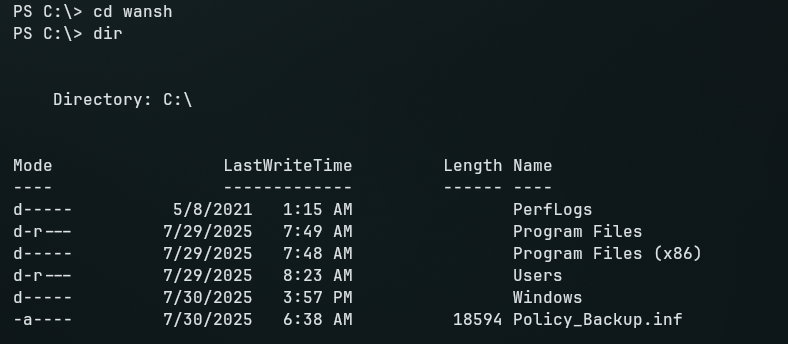 PS C:\> cd wansh
PS C:\> dir
Directory: C:\
Mode LastWriteTime Length Name
---- ------------- ------ ----
d----- 5/8/2021 1:15 AM PerfLogs
d-r--- 7/29/2025 7:49 AM Program Files
d----- 7/29/2025 7:48 AM Program Files (x86)
d-r--- 7/29/2025 8:23 AM Users
d----- 7/30/2025 3:57 PM Windows
-a---- 7/30/2025 6:38 AM 18594 Policy_Backup.inf